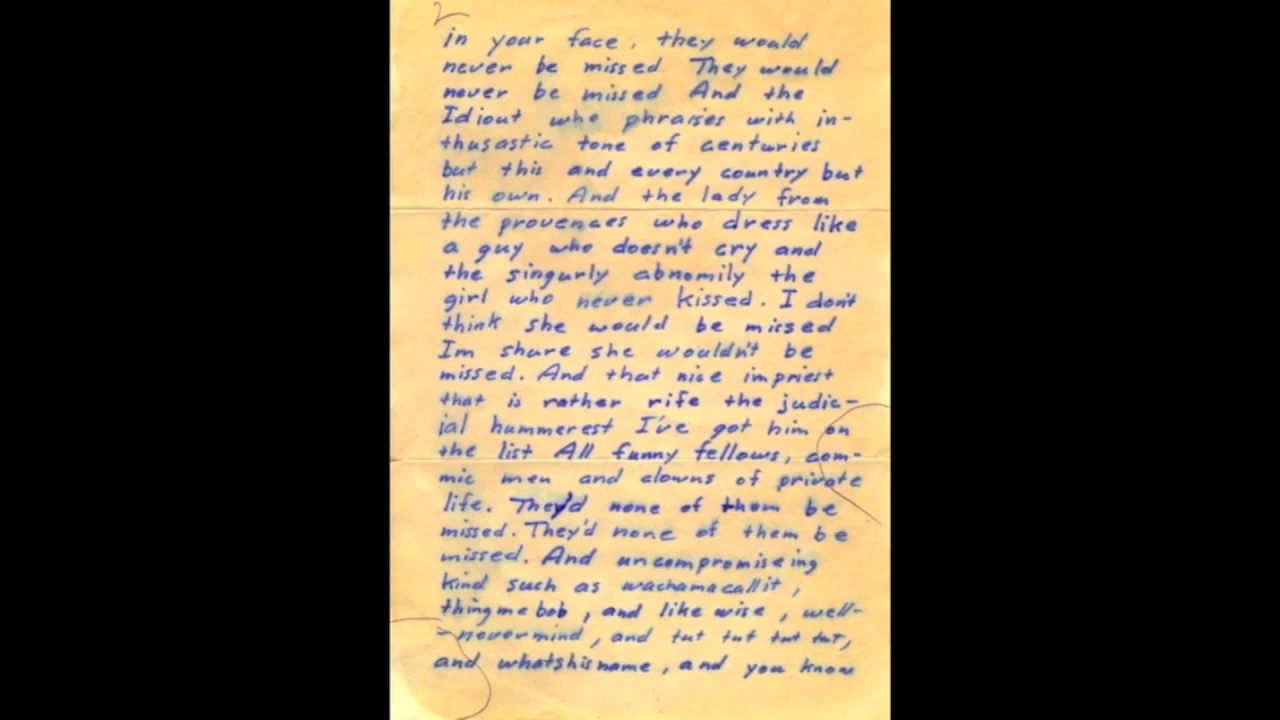 2
in your face, they would
never be missed They would
never be missed And the
Idiout who phraises with in-
thusastic tone of centuries
but this and every country but
his own. And the lady from
the provences who dress like
a guy who doesn't cry and
the singurly abnomily the
girl who never kissed. I don't
think she would be missed
Im share she wouldn't be
missed. And that nice impriest
that is rather rife the judic-
ial hummerest I've got him on
the list All funny fellows, com-
mic men and clowns of private
life. They'd none of them be
missed. They'd none of them be
missed. And uncompromiseing
kind such as wachamacallit,
thingmebob, and like wise, well-
-nevermind, and tut tut tut tut,
and whatshisname, and you know